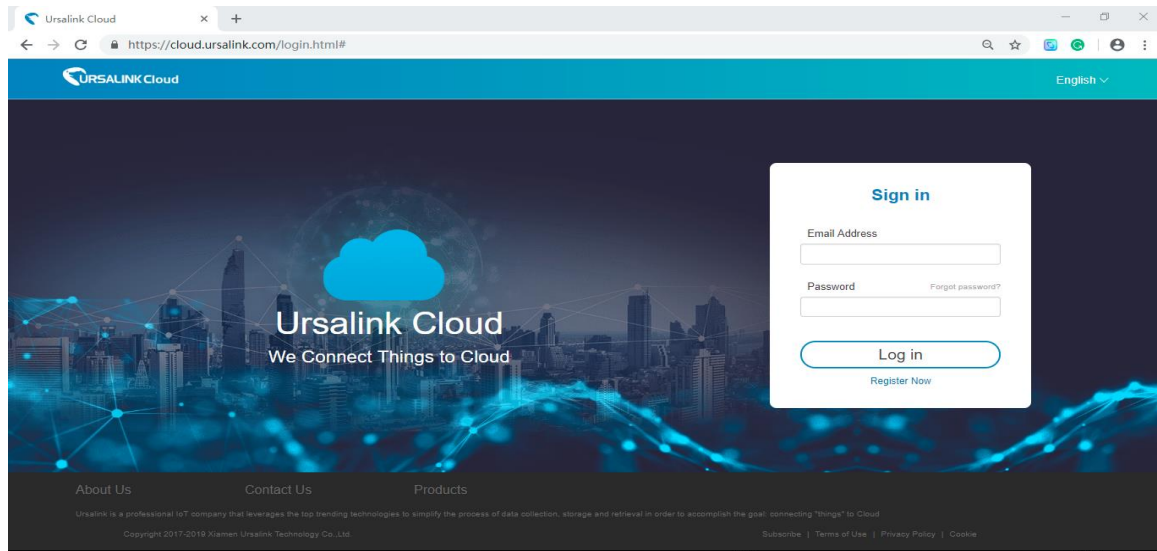 Ursalink Cloud
https://cloud.ursalink.com/login.html#
URSALINK Cloud
English
Sign in
Email Address
Password Forgot password?
Log in
Register Now
Ursalink Cloud
We Connect Things to Cloud
About Us Contact Us Products
Ursalink is a professional IoT company that leverages the top trending technologies to simplify the process of data collection, storage and retrieval in order to accomplish the goal: connecting "things" to Cloud
Copyright 2017-2019 Xiamen Ursalink Technology Co.,Ltd. Subscribe | Terms of Use | Privacy Policy | Cookie